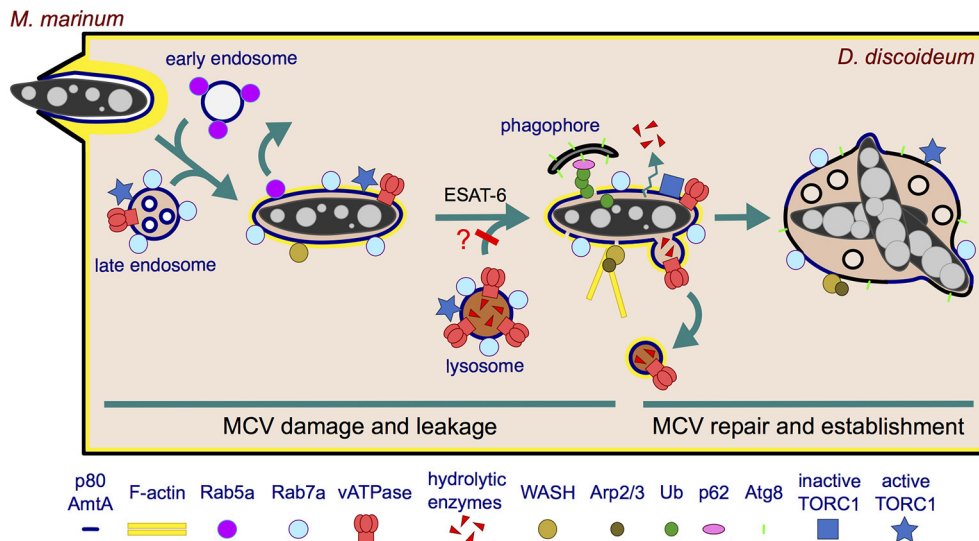 M. marinum
D. discoideum
early endosome
phagophore
ESAT-6
?
late endosome
lysosome
MCV damage and leakage
MCV repair and establishment
p80
AmtA
F-actin
Rab5a
Rab7a
vATPase
hydrolytic
enzymes
WASH
Arp2/3
Ub
p62
Atg8
inactive
TORC1
active
TORC1